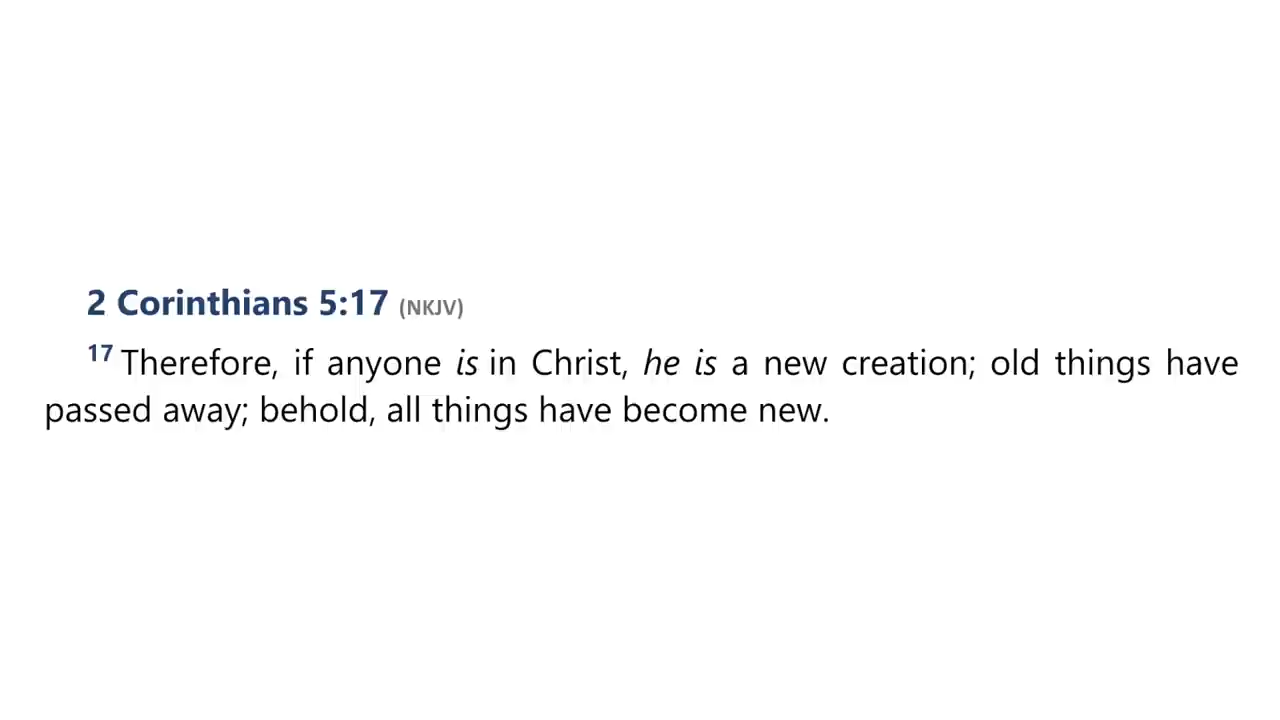 2 Corinthians 5:17 (NKJV)
17 Therefore, if anyone is in Christ, he is a new creation; old things have
passed away; behold, all things have become new.